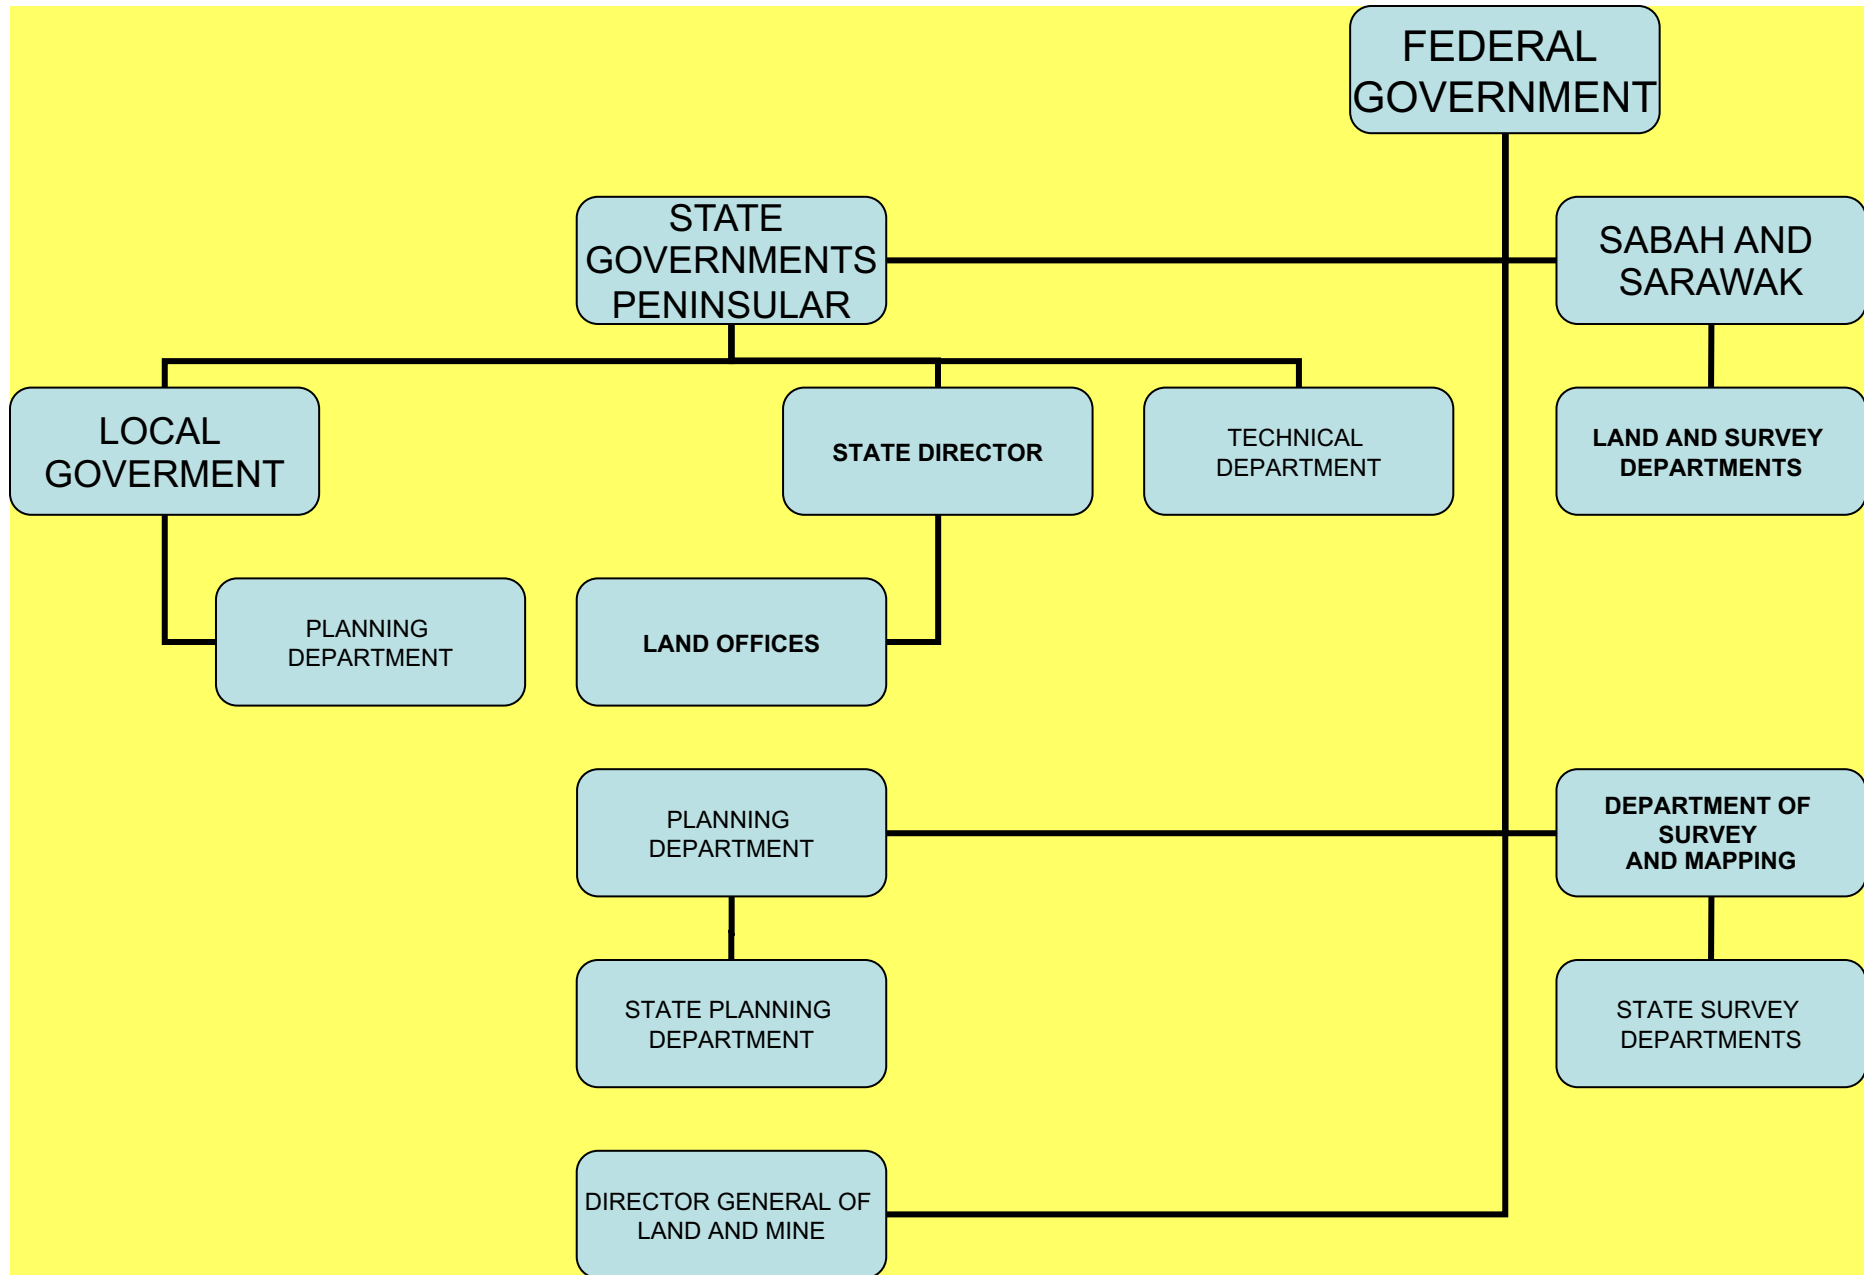 FEDERAL
GOVERNMENT
STATE
GOVERNMENTS
PENINSULAR
SABAH AND
SARAWAK
LOCAL
GOVERMENT
STATE DIRECTOR
TECHNICAL
DEPARTMENT
LAND AND SURVEY
DEPARTMENTS
PLANNING
DEPARTMENT
LAND OFFICES
PLANNING
DEPARTMENT
DEPARTMENT OF
SURVEY
AND MAPPING
STATE PLANNING
DEPARTMENT
STATE SURVEY
DEPARTMENTS
DIRECTOR GENERAL OF
LAND AND MINE